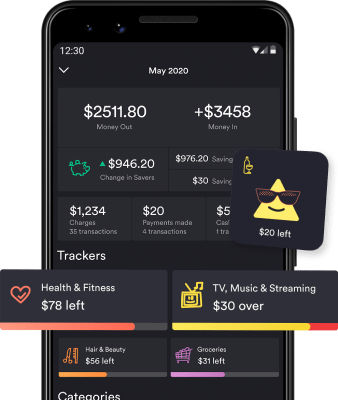 12:30
May 2020
$2511.80 +$3458
Money Out Money In
$946.20 $976.20 Saving
Change in Savers $30 Saving
$1,234 $20 $5
Charges Payments made
35 transactions 4 transactions 1
$20 left
Trackers
Health & Fitness TV, Music & Streaming
$78 left $30 over
Hair & Beauty Groceries
$56 left $31 left
Categories